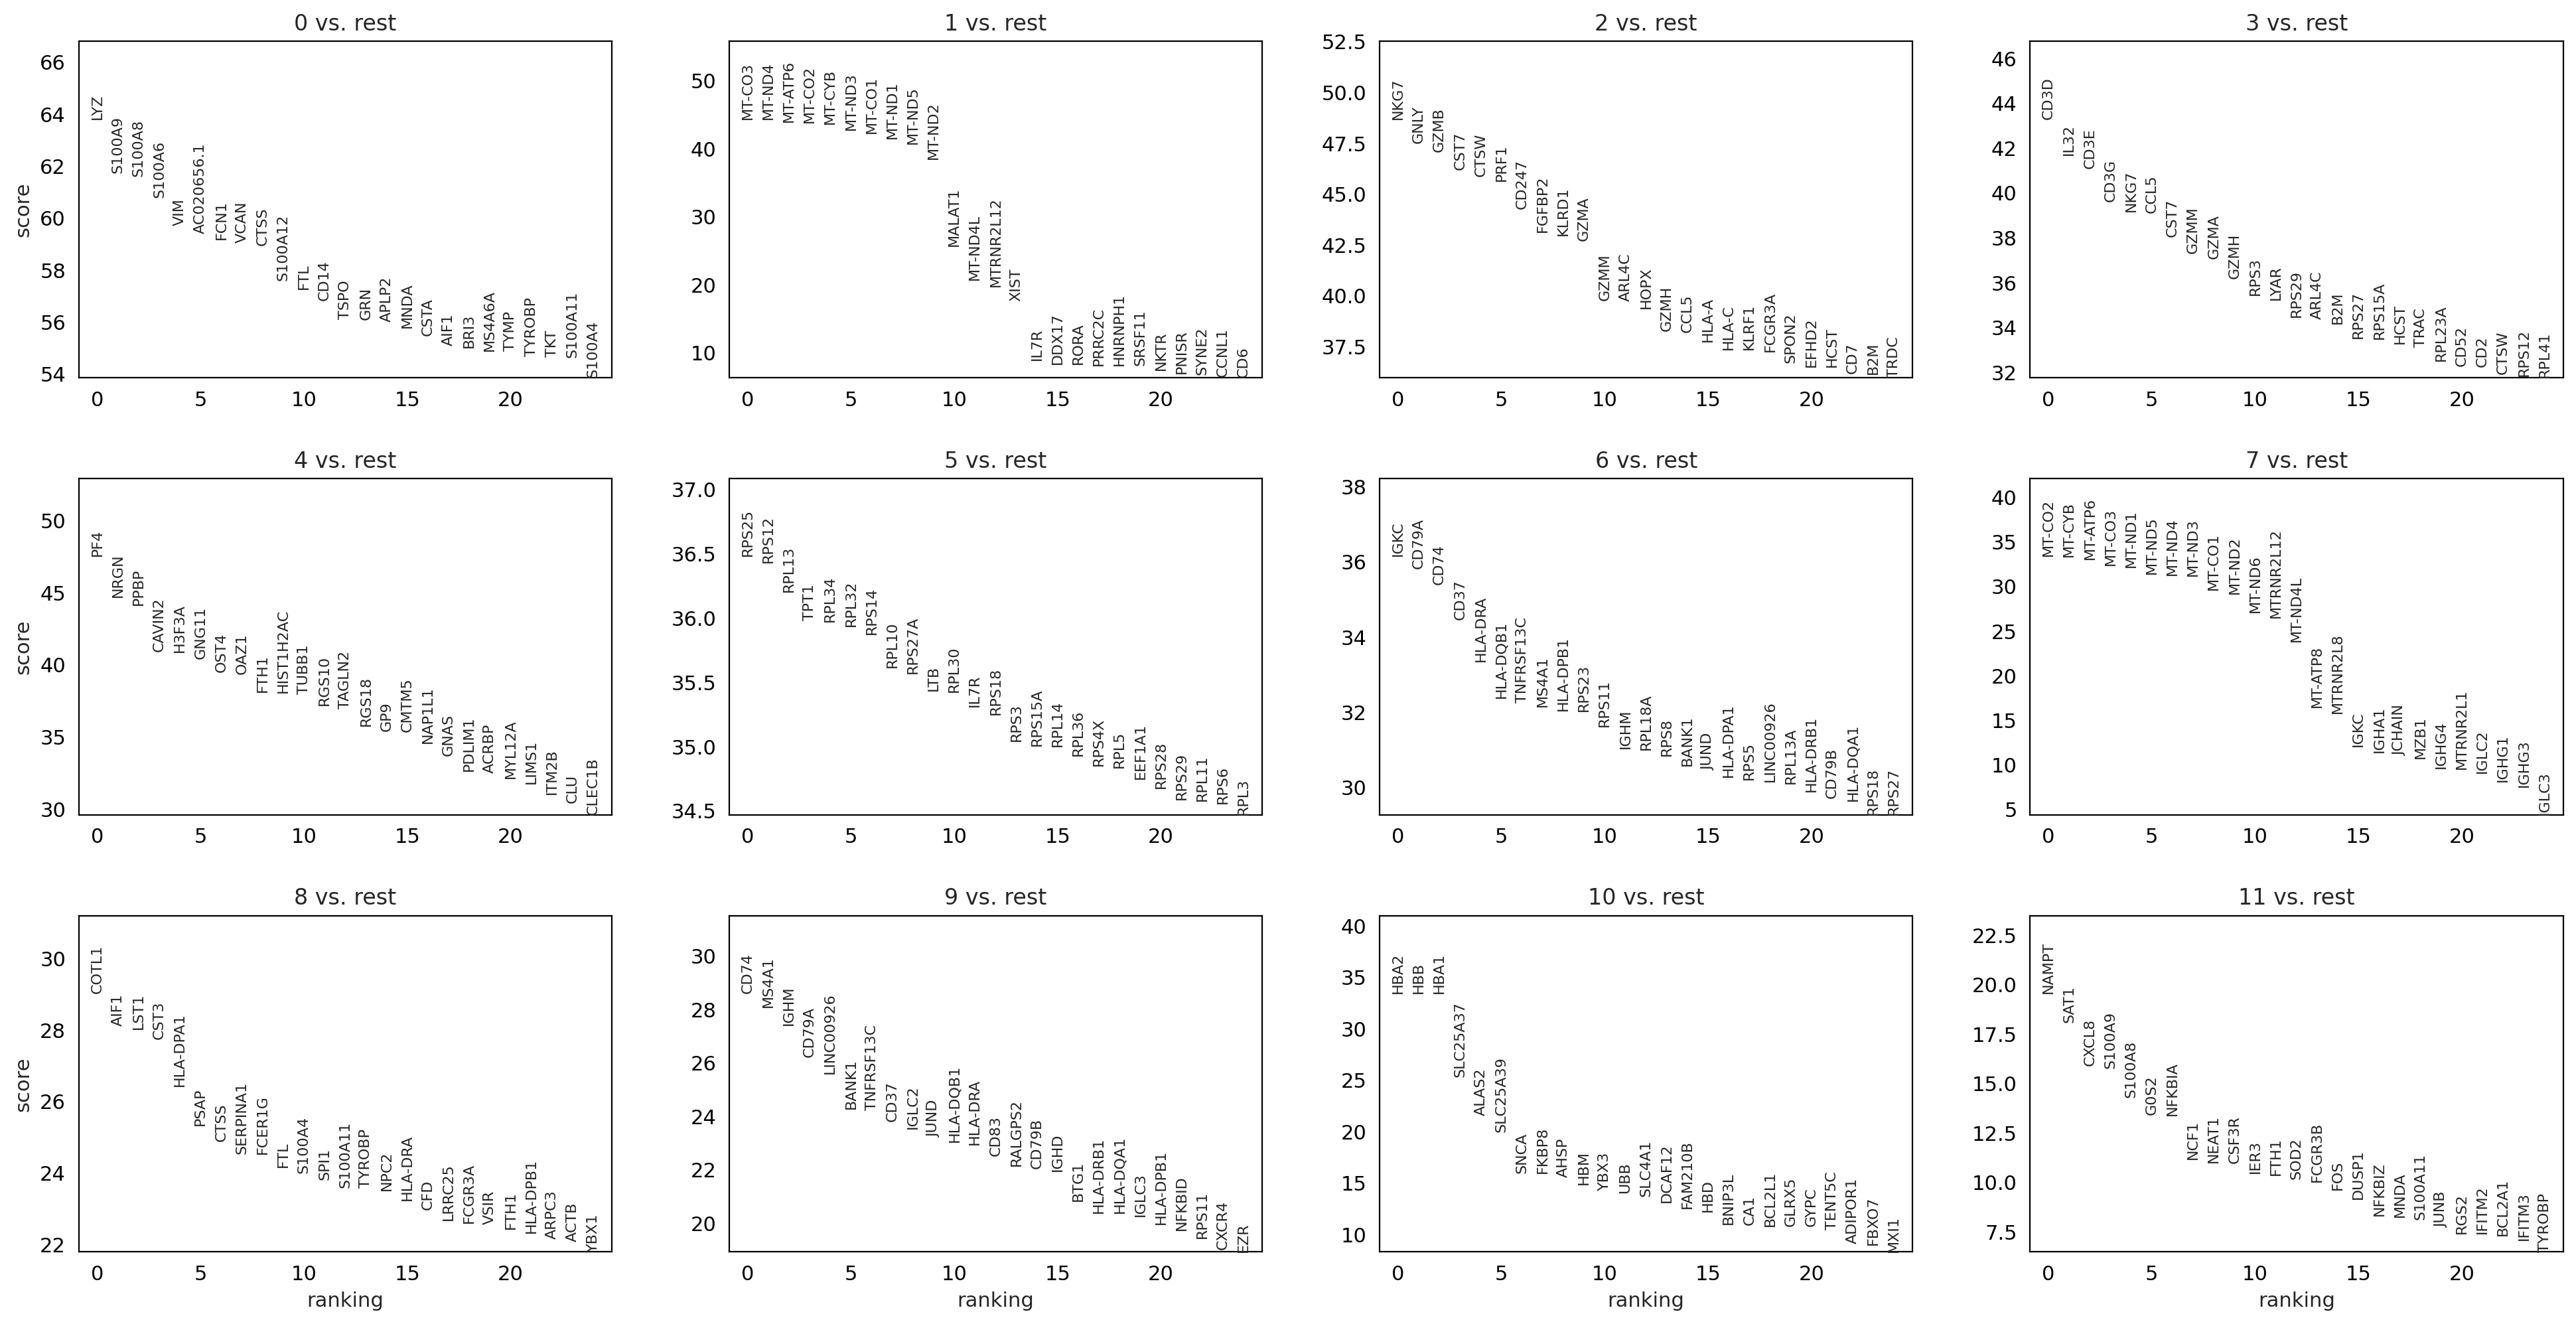 0 vs. rest
score
66
64
62
60
58
56
54
LYZ
S100A9
S100A8
S100A6
VIM
AC020656.1
FCN1
VCAN
CTSS
S100A12
FTL
CD14
TSPO
GRN
APLP2
MNDA
CSTA
AIF1
BRI3
MS4A6A
TYMP
TYROBP
TKT
S100A11
S100A4
0 5 10 15 20
1 vs. rest
50
40
30
20
10
MT-CO3
MT-ND4
MT-ATP6
MT-CO2
MT-CYB
MT-ND3
MT-CO1
MT-ND1
MT-ND5
MT-ND2
MALAT1
MT-ND4L
MTRNR2L12
XIST
IL7R
DDX17
RORA
PRRC2C
HNRNPH1
SRSF11
NKTR
PNISR
SYNE2
CCNL1
CD6
0 5 10 15 20
2 vs. rest
52.5
50.0
47.5
45.0
42.5
40.0
37.5
NKG7
GNLY
GZMB
CST7
CTSW
PRF1
CD247
FGFBP2
KLRD1
GZMA
GZMM
ARL4C
HOPX
GZMH
CCL5
HLA-A
HLA-C
KLRF1
FCGR3A
SPON2
EFHD2
HCST
CD7
B2M
TRDC
0 5 10 15 20
3 vs. rest
46
44
42
40
38
36
34
32
CD3D
IL32
CD3E
CD3G
NKG7
CCL5
CST7
GZMM
GZMA
GZMH
RPS3
LYAR
RPS29
ARL4C
B2M
RPS27
RPS15A
HCST
TRAC
RPL23A
CD52
CD2
CTSW
RPS12
RPL41
0 5 10 15 20
4 vs. rest
score
50
45
40
35
30
PF4
NRGN
PPBP
CAVIN2
H3F3A
GNG11
OST4
OAZ1
FTH1
HIST1H2AC
TUBB1
RGS10
TAGLN2
RGS18
GP9
CMTM5
NAP1L1
GNAS
PDLIM1
ACRBP
MYL12A
LIMS1
ITM2B
CLU
CLEC1B
0 5 10 15 20
5 vs. rest
37.0
36.5
36.0
35.5
35.0
34.5
RPS25
RPS12
RPL13
TPT1
RPL34
RPL32
RPS14
RPL10
RPS27A
LTB
RPL30
IL7R
RPS18
RPS3
RPS15A
RPL14
RPL36
RPS4X
RPL5
EEF1A1
RPS28
RPS29
RPL11
RPS6
RPL3
0 5 10 15 20
6 vs. rest
38
36
34
32
30
IGKC
CD79A
CD74
CD37
HLA-DRA
HLA-DQB1
TNFRSF13C
MS4A1
HLA-DPB1
RPS23
RPS11
IGHM
RPL18A
RPS8
BANK1
JUND
HLA-DPA1
RPS5
LINC00926
RPL13A
HLA-DRB1
CD79B
HLA-DQA1
RPS18
RPS27
0 5 10 15 20
7 vs. rest
40
35
30
25
20
15
10
5
MT-CO2
MT-CYB
MT-ATP6
MT-CO3
MT-ND1
MT-ND5
MT-ND4
MT-ND3
MT-CO1
MT-ND2
MT-ND6
MTRNR2L12
MT-ND4L
MT-ATP8
MTRNR2L8
IGKC
IGHA1
JCHAIN
MZB1
IGHG4
MTRNR2L1
IGLC2
IGHG1
IGHG3
GLC3
0 5 10 15 20
8 vs. rest
score
30
28
26
24
22
COTL1
AIF1
LST1
CST3
HLA-DPA1
PSAP
CTSS
SERPINA1
FCER1G
FTL
S100A4
SPI1
S100A11
TYROBP
NPC2
HLA-DRA
CFD
LRRC25
FCGR3A
VSIR
FTH1
HLA-DPB1
ARPC3
ACTB
YBX1
0 5 10 15 20
ranking
9 vs. rest
30
28
26
24
22
20
CD74
MS4A1
IGHM
CD79A
LINC00926
BANK1
TNFRSF13C
CD37
IGLC2
JUND
HLA-DQB1
HLA-DRA
CD83
RALGPS2
CD79B
IGHD
BTG1
HLA-DRB1
HLA-DQA1
IGLC3
HLA-DPB1
NFKBID
RPS11
CXCR4
EZR
0 5 10 15 20
ranking
10 vs. rest
40
35
30
25
20
15
10
HBA2
HBB
HBA1
SLC25A37
ALAS2
SLC25A39
SNCA
FKBP8
AHSP
HBM
YBX3
UBB
SLC4A1
DCAF12
FAM210B
HBD
BNIP3L
CA1
BCL2L1
GLRX5
GYPC
TENT5C
ADIPOR1
FBXO7
MXI1
0 5 10 15 20
ranking
11 vs. rest
22.5
20.0
17.5
15.0
12.5
10.0
7.5
NAMPT
SAT1
CXCL8
S100A9
S100A8
G0S2
NFKBIA
NCF1
NEAT1
CSF3R
IER3
FTH1
SOD2
FCGR3B
FOS
DUSP1
NFKBIZ
MNDA
S100A11
JUNB
RGS2
IFITM2
BCL2A1
IFITM3
TYROBP
0 5 10 15 20
ranking